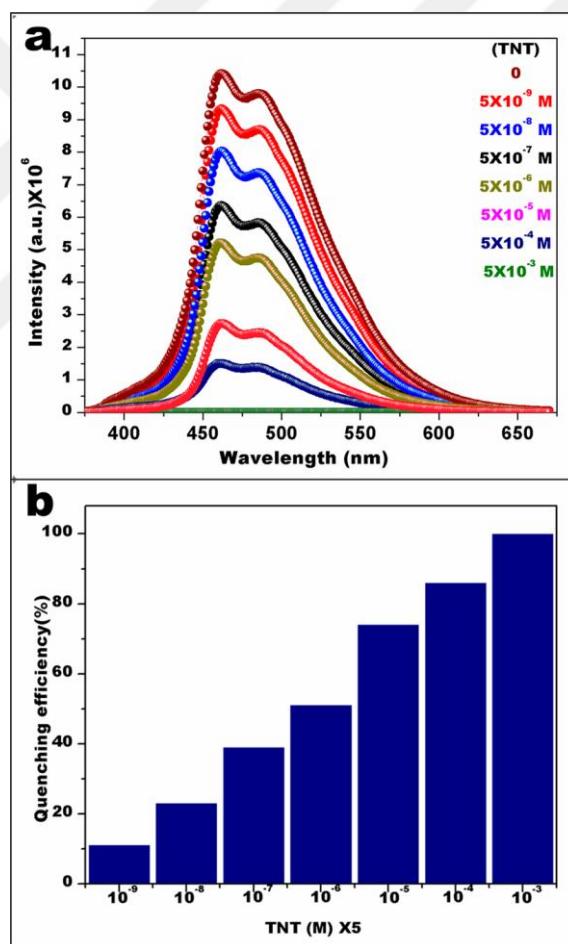 a
(TNT)
0
5X10⁻⁹ M
5X10⁻⁸ M
5X10⁻⁷ M
5X10⁻⁶ M
5X10⁻⁵ M
5X10⁻⁴ M
5X10⁻³ M
Intensity (a.u.)X10⁶
11
10
9
8
7
6
5
4
3
2
1
0
400 450 500 550 600 650
Wavelength (nm)
b
Quenching efficiency(%)
100
80
60
40
20
0
10⁻⁹ 10⁻⁸ 10⁻⁷ 10⁻⁶ 10⁻⁵ 10⁻⁴ 10⁻³
TNT (M) X5